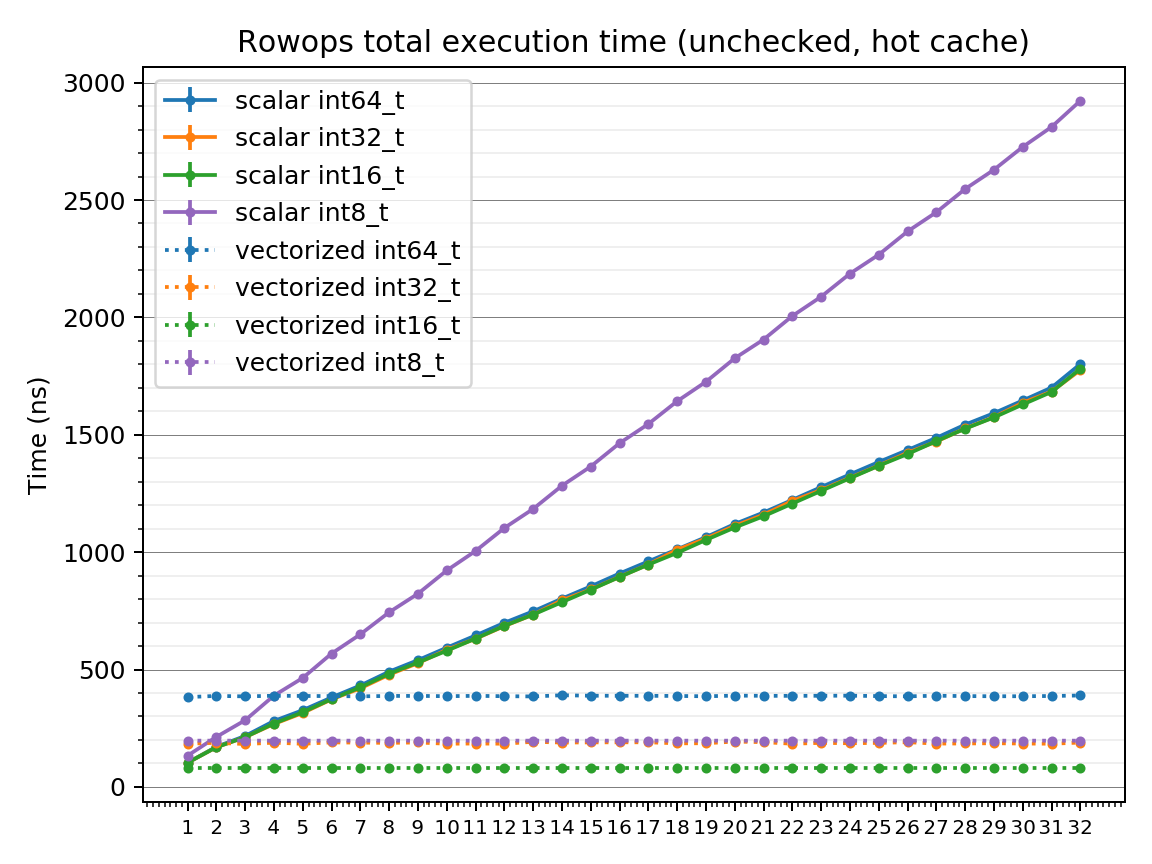 Rowops total execution time (unchecked, hot cache)
Time (ns)
3000
2500
2000
1500
1000
500
0
scalar int64_t
scalar int32_t
scalar int16_t
scalar int8_t
vectorized int64_t
vectorized int32_t
vectorized int16_t
vectorized int8_t
1 2 3 4 5 6 7 8 9 10 11 12 13 14 15 16 17 18 19 20 21 22 23 24 25 26 27 28 29 30 31 32